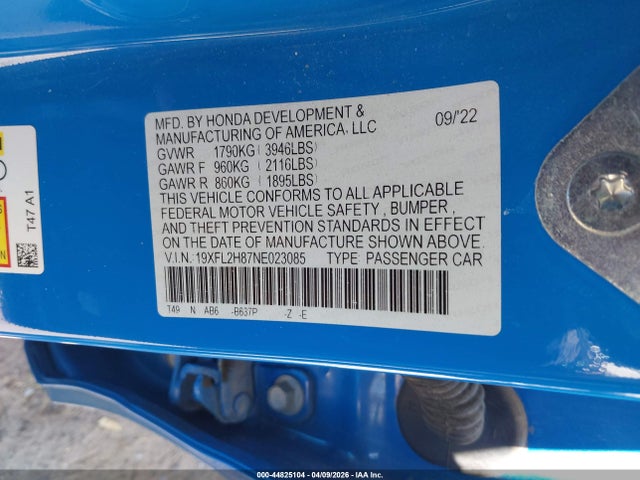 MFD. BY HONDA DEVELOPMENT &
MANUFACTURING OF AMERICA, LLC 09/'22
GVWR 1790KG ( 3946LBS)
GAWR F 960KG ( 2116LBS)
GAWR R 860KG ( 1895LBS)
THIS VEHICLE CONFORMS TO ALL APPLICABLE
FEDERAL MOTOR VEHICLE SAFETY , BUMPER ,
AND THEFT PREVENTION STANDARDS IN EFFECT
ON THE DATE OF MANUFACTURE SHOWN ABOVE.
V.I.N. 19XFL2H87NE023085 TYPE: PASSENGER CAR
T49 N AB6 -B637P -Z -E
T47 A1
000-44825104 - 04/09/2026 - IAA Inc.